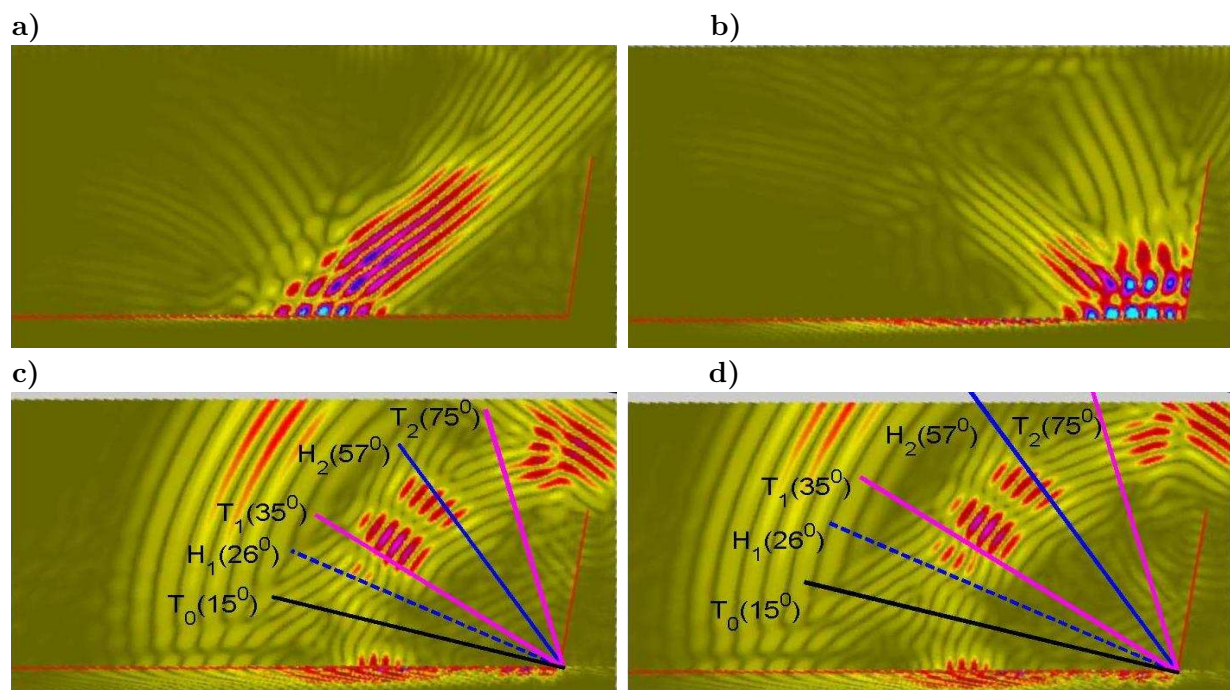 a)
b)
c)
d)
T₂(75⁰)
H₂(57⁰)
T₁(35⁰)
H₁(26⁰)
T₀(15⁰)
H₂(57⁰)
T₂(75⁰)
T₁(35⁰)
H₁(26⁰)
T₀(15⁰)